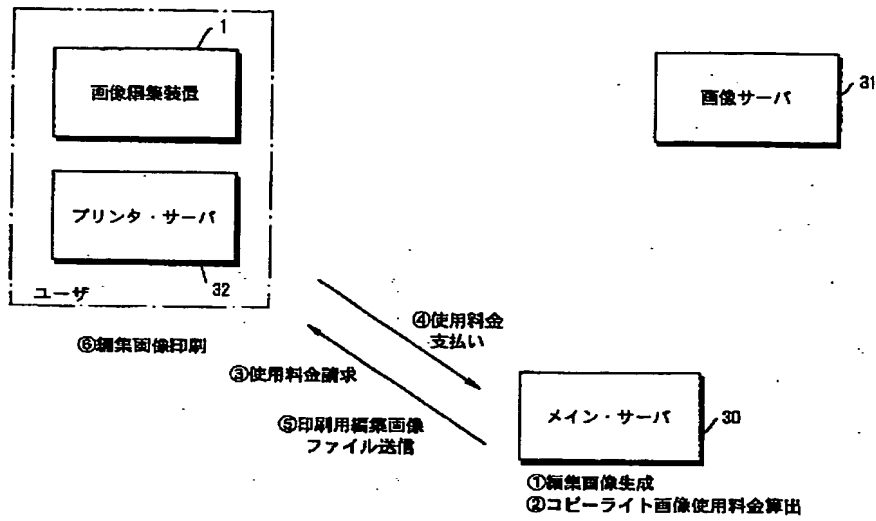 1
画像編集装置
画像サーバ
31
プリンタ・サーバ
32
ユーザ
④使用料金
支払い
⑥編集画像印刷
③使用料金請求
メイン・サーバ
30
⑤印刷用編集画像
ファイル送信
①編集画像生成
②コピーライト画像使用料金算出